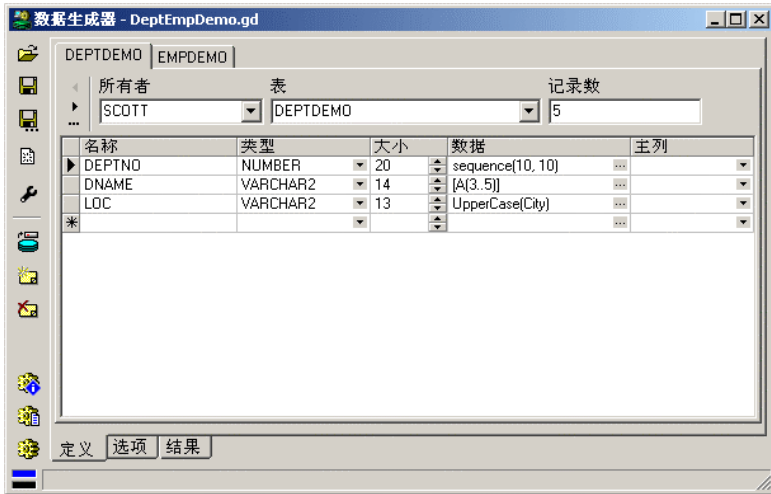 数据生成器 - DeptEmpDemo.gd
DEPTDEMO EMPDEMO
所有者 表 记录数
SCOTT DEPTDEMO 5
名称 类型 大小 数据 主列
DEPTNO NUMBER 20 sequence(10, 10) ...
DNAME VARCHAR2 14 [A(3..5)] ...
LOC VARCHAR2 13 UpperCase(City) ...
* ...
定义 选项 结果